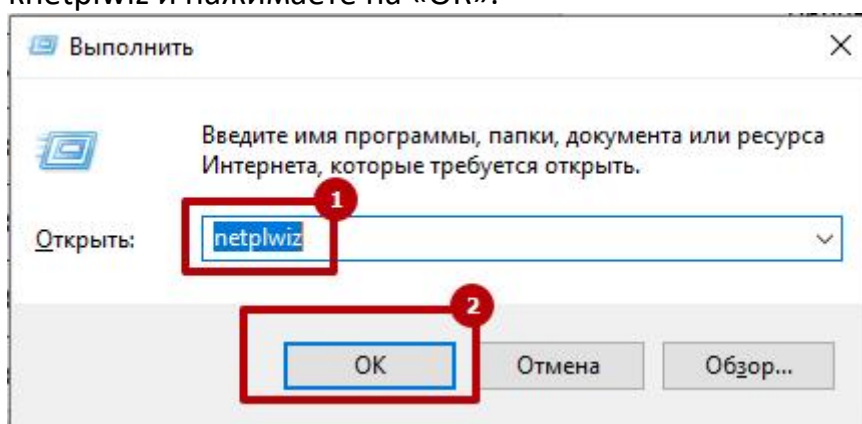 Выполнить
Введите имя программы, папки, документа или ресурса
Интернета, которые требуется открыть.
1
Открыть:
netplwiz
2
OK
Отмена
Обзор...